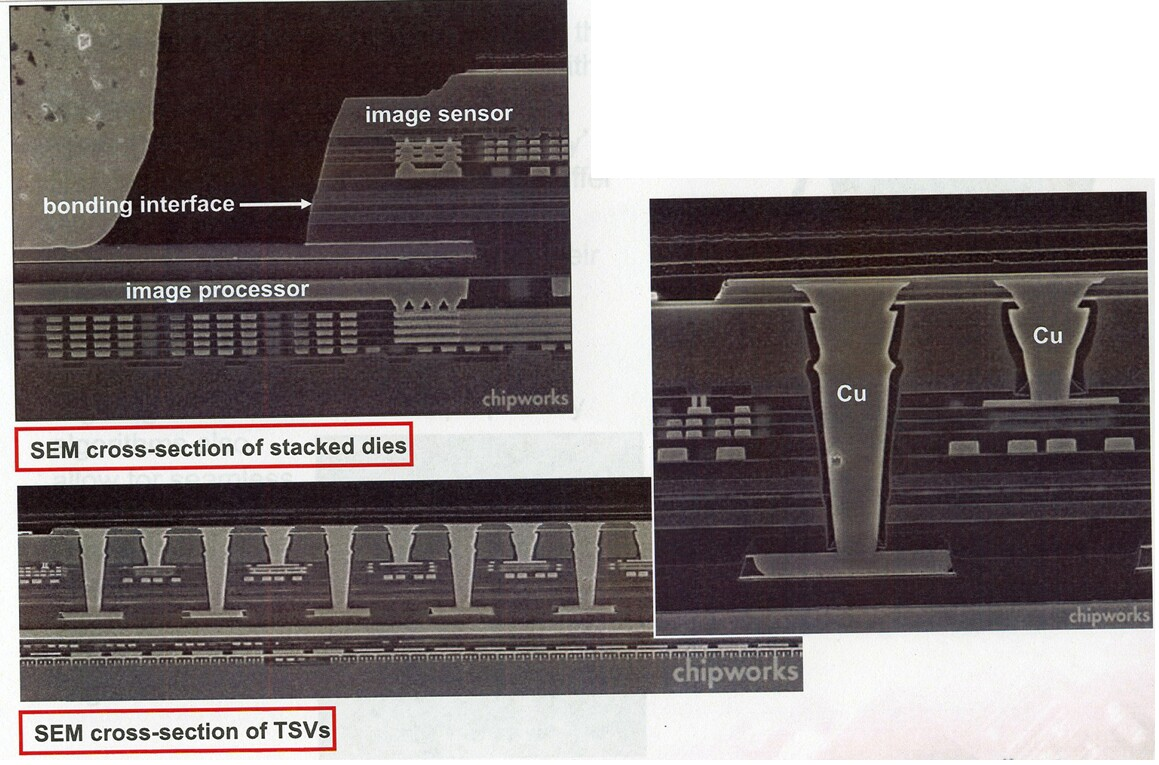 image sensor
bonding interface
image processor
chipworks
SEM cross-section of stacked dies
Cu
Cu
chipworks
chipworks
SEM cross-section of TSVs